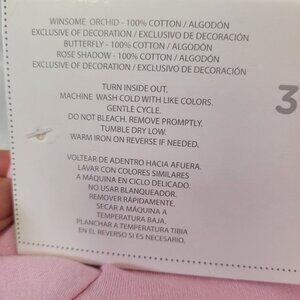 WINSOME ORCHID - 100% COTTON / ALGODÓN
EXCLUSIVE OF DECORATION / EXCLUSIVO DE DECORACIÓN
BUTTERFLY - 100% COTTON / ALGODÓN
ROSE SHADOW - 100% COTTON / ALGODÓN
EXCLUSIVE OF DECORATION / EXCLUSIVO DE DECORACIÓN
TURN INSIDE OUT.
MACHINE WASH COLD WITH LIKE COLORS.
GENTLE CYCLE.
DO NOT BLEACH. REMOVE PROMPTLY.
TUMBLE DRY LOW.
WARM IRON ON REVERSE IF NEEDED.
3
VOLTEAR DE ADENTRO HACIA AFUERA.
LAVAR CON COLORES SIMILARES
A MÁQUINA EN CICLO DELICADO.
NO USAR BLANQUEADOR.
REMOVER RÁPIDAMENTE.
SECAR A MÁQUINA A
TEMPERATURA BAJA.
PLANCHAR A TEMPERATURA TIBIA
EN EL REVERSO SI ES NECESARIO.